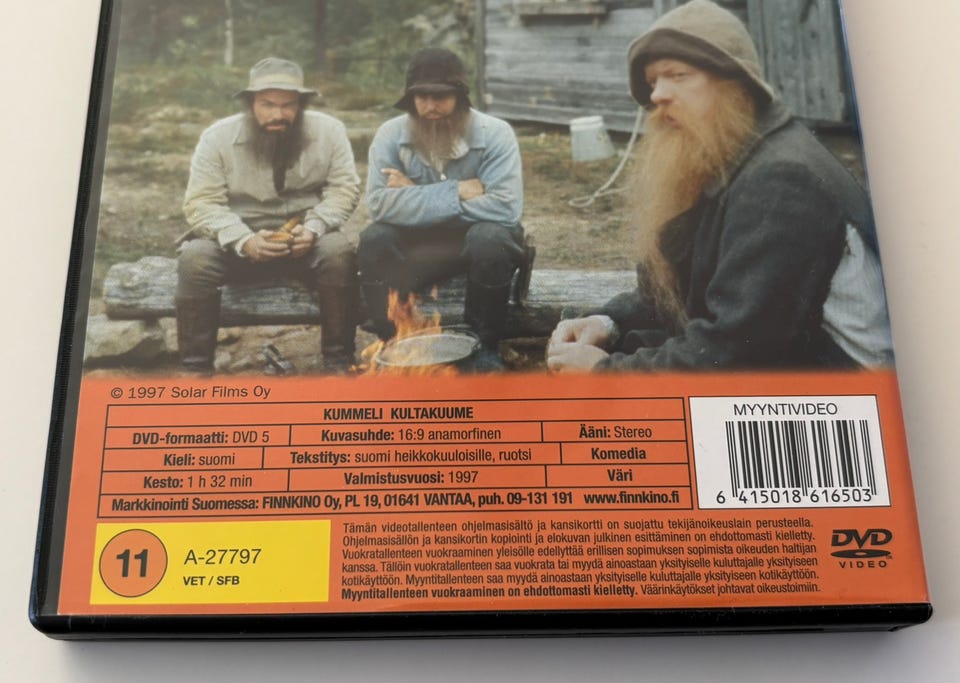 © 1997 Solar Films Oy
KUMMELI KULTAKUUME
DVD-formaatti: DVD 5 Kuvasuhde: 16:9 anamorfinen Ääni: Stereo
Kieli: suomi Tekstitys: suomi heikkokuuloisille, ruotsi Komedia
Kesto: 1 h 32 min Valmistusvuosi: 1997 Väri
Markkinointi Suomessa: FINNKINO OY, PL 19, 01641 VANTAA, puh. 09-131 191 www.finnkino.fi
MYYNTIVIDEO
6 415018 616503
11
A-27797
VET / SFB
Tämän videotallenteen ohjelmasisältö ja kansikortti on suojattu tekijänoikeuslain perusteella.
Ohjelmasisällön ja kansikortin kopiointi ja elokuvan julkinen esittäminen on ehdottomasti kielletty.
Vuokratallenteen vuokraaminen yleisölle edellyttää erillisen sopimuksen sopimista oikeuden haltijan
kanssa. Tällöin vuokratallenteen saa vuokrata tai myydä ainoastaan yksityiselle kuluttajalle yksityiseen
kotikäyttöön. Myyntitallenteen saa myydä ainoastaan yksityiselle kuluttajalle yksityiseen kotikäyttöön.
Myyntitallenteen vuokraaminen on ehdottomasti kielletty. Väärinkäytökset johtavat oikeustoimiin.
DVD
VIDEO